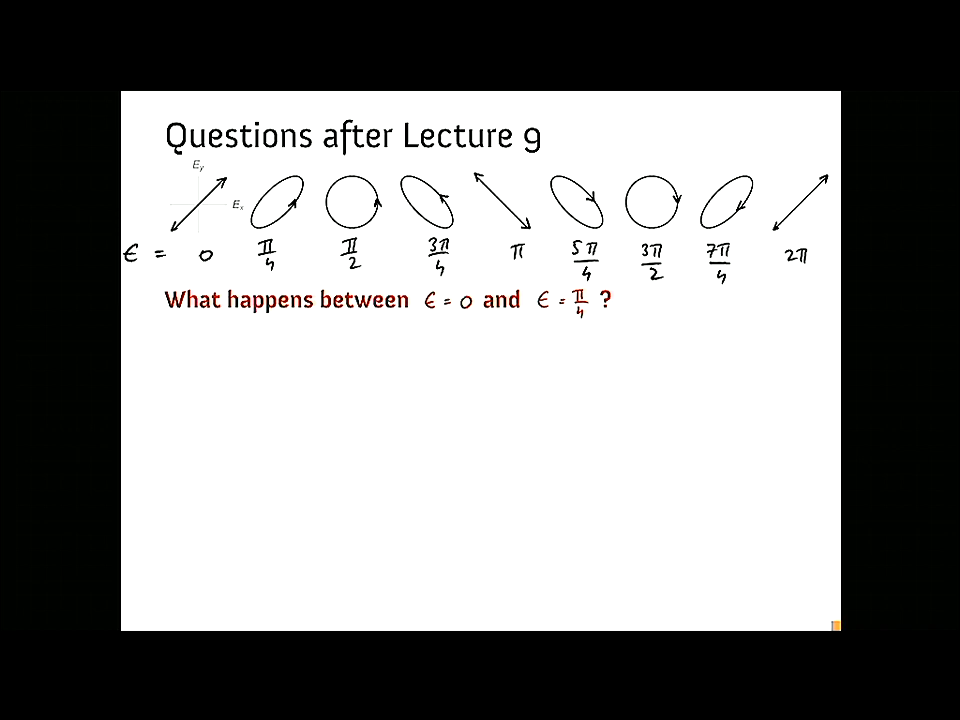 Questions after Lecture 9
E_y
E_x
ϵ = 0 π/4 π/2 3π/4 π 5π/4 3π/2 7π/4 2π
What happens between ϵ = 0 and ϵ = π/4 ?